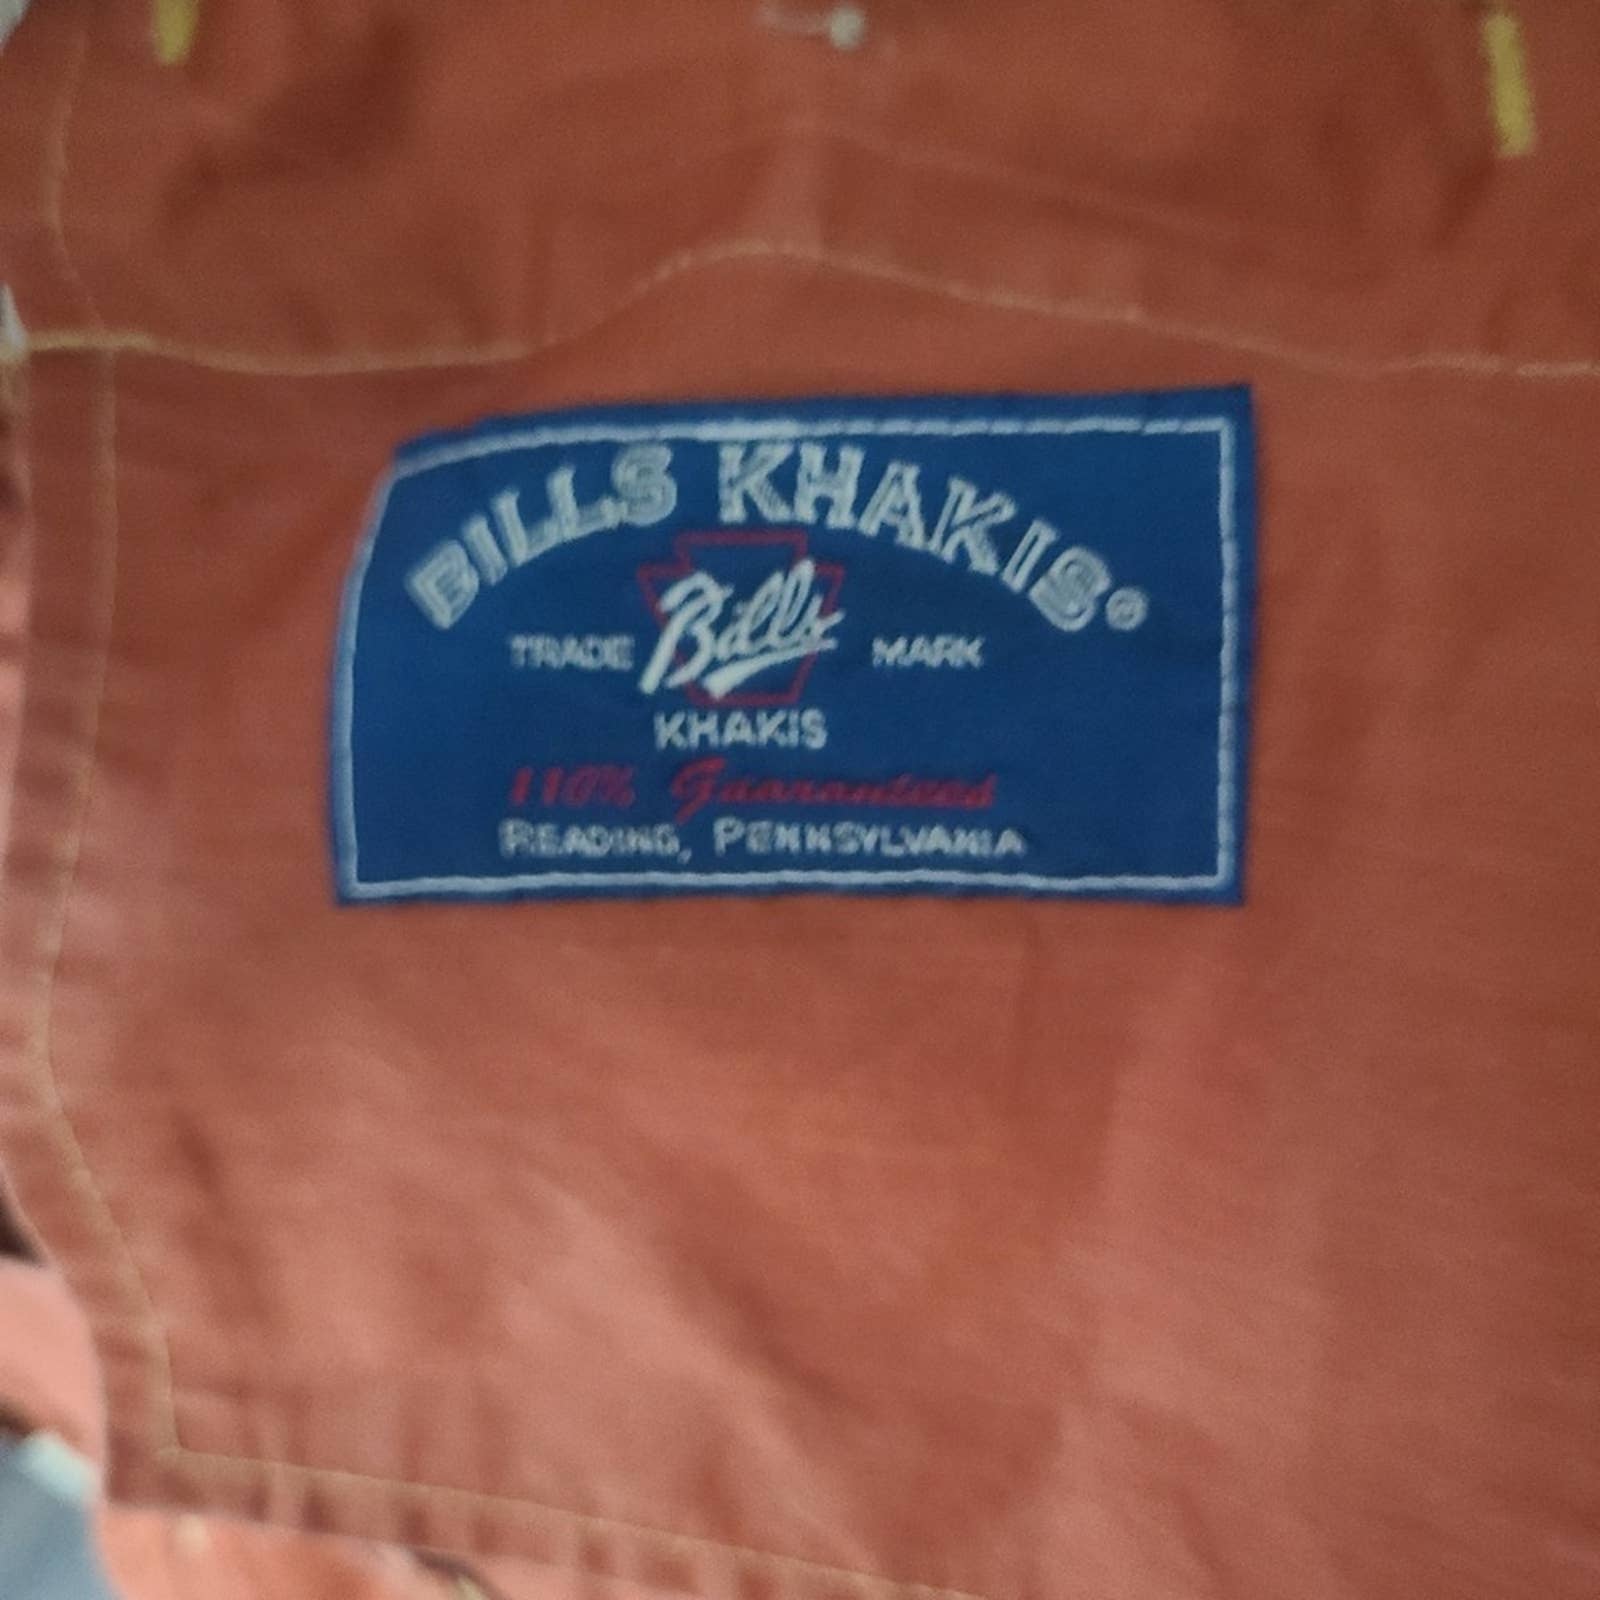 BILLS KHAKIS®
Bills
TRADE MARK
KHAKIS
110% Guaranteed
READING, PENNSYLVANIA